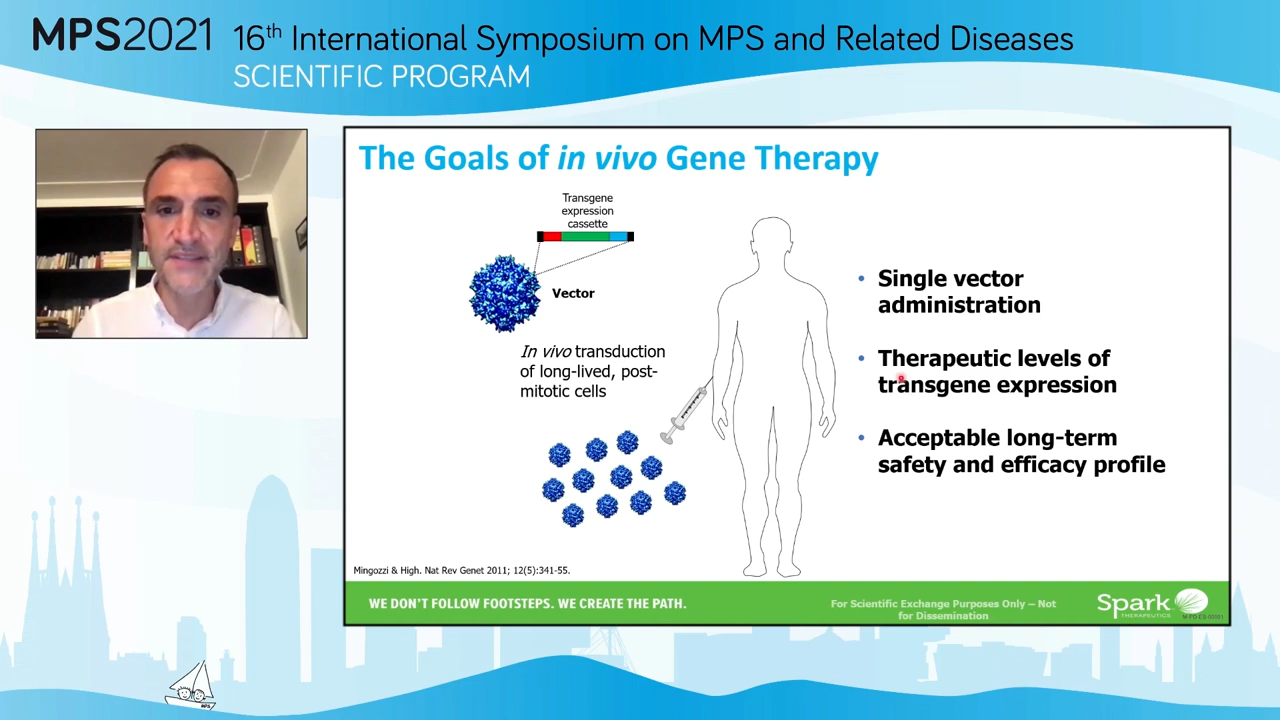 MPS2021 16th International Symposium on MPS and Related Diseases
SCIENTIFIC PROGRAM
The Goals of in vivo Gene Therapy
Transgene
expression
cassette
Vector
In vivo transduction
of long-lived, post-
mitotic cells
• Single vector
administration
• Therapeutic levels of
transgene expression
• Acceptable long-term
safety and efficacy profile
Mingozzi & High. Nat Rev Genet 2011; 12(5):341-55.
WE DON'T FOLLOW FOOTSTEPS. WE CREATE THE PATH.
For Scientific Exchange Purposes Only – Not
for Dissemination
Spark
THERAPEUTICS
MPS